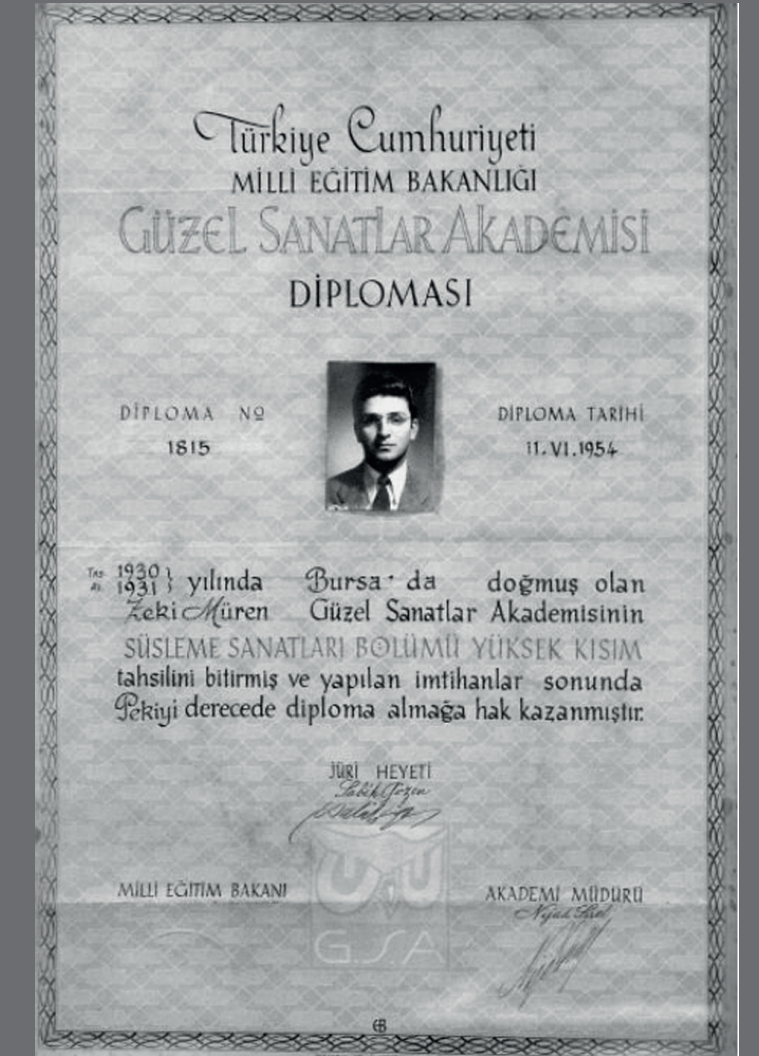 Türkiye Cumhuriyeti
MİLLİ EĞİTİM BAKANLIĞI
GÜZEL SANATLAR AKADEMİSİ
DİPLOMASI
DİPLOMA No
1815
DİPLOMA TARİHİ
11.VI.1954
1930
1931 } yılında Bursa'da doğmuş olan
Zeki Müren Güzel Sanatlar Akademisinin
SÜSLEME SANATLARI BÖLÜMÜ YÜKSEK KISIM
tahsilini bitirmiş ve yapılan imtihanlar sonunda
Pekiyi derecede diploma almağa hak kazanmıştır.
JÜRİ HEYETİ
Sabih Gözen
MİLLİ EĞİTİM BAKANI
AKADEMİ MÜDÜRÜ
G.S.A